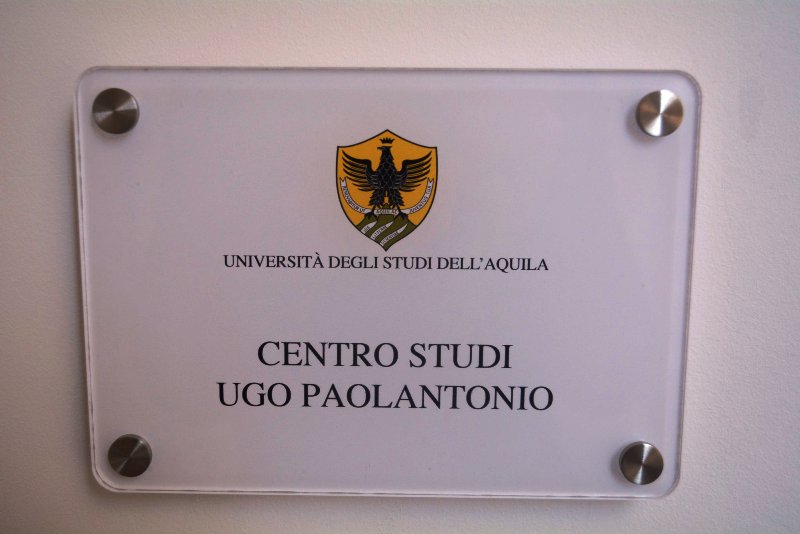 UNIVERSITÀ DEGLI STUDI DELL'AQUILA
CENTRO STUDI
UGO PAOLANTONIO